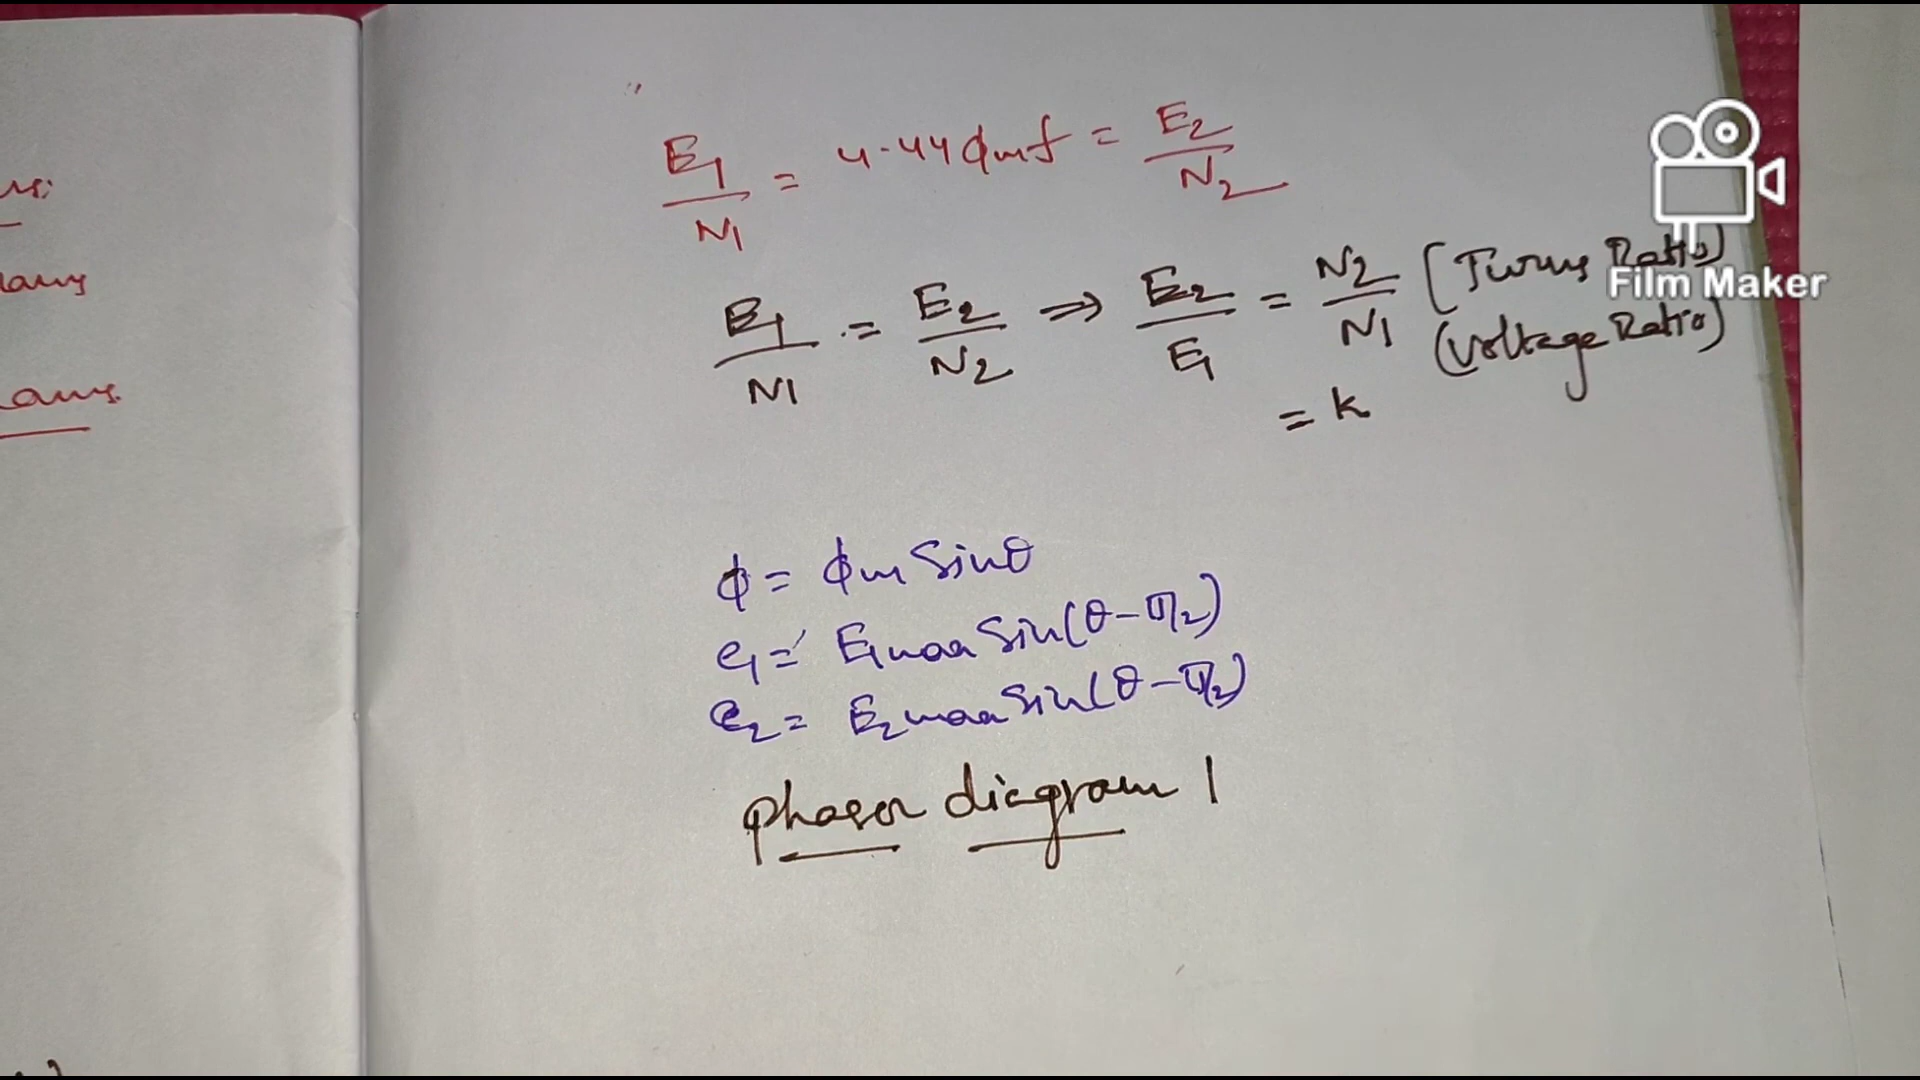 E1/N1 = 4.44 ϕm f = E2/N2
E1/N1 = E2/N2 ⇒ E2/E1 = N2/N1 (Turns Ratio)
(Voltage Ratio)
= k
ϕ = ϕm Sinθ
e1 = E1max Sin(θ-π/2)
e2 = E2max Sin(θ-π/2)
phasor diagram
Film Maker